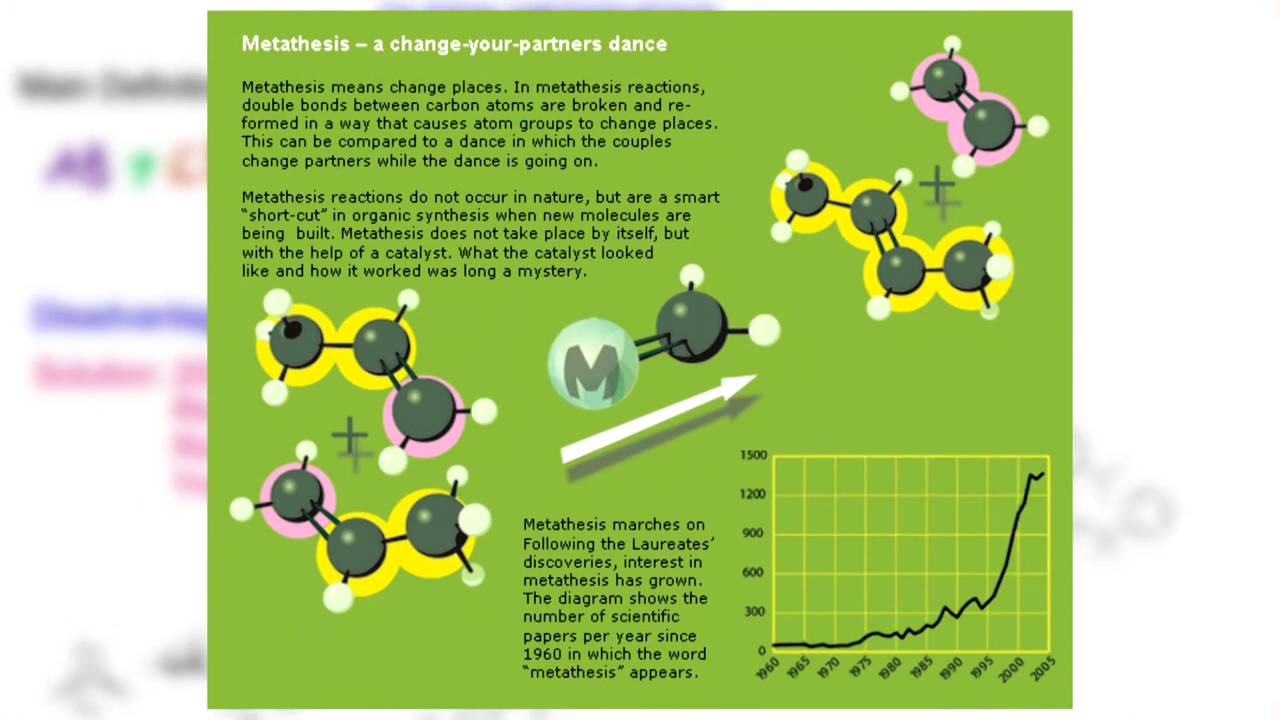 Metathesis – a change-your-partners dance
Metathesis means change places. In metathesis reactions,
double bonds between carbon atoms are broken and re-
formed in a way that causes atom groups to change places.
This can be compared to a dance in which the couples
change partners while the dance is going on.
Metathesis reactions do not occur in nature, but are a smart
“short-cut” in organic synthesis when new molecules are
being  built. Metathesis does not take place by itself, but
with the help of a catalyst. What the catalyst looked
like and how it worked was long a mystery.
+
M
+
Metathesis marches on
Following the Laureates’
discoveries, interest in
metathesis has grown.
The diagram shows the
number of scientific
papers per year since
1960 in which the word
“metathesis” appears.
1500
1200
900
600
300
0
1960 1965 1970 1975 1980 1985 1990 1995 2000 2005